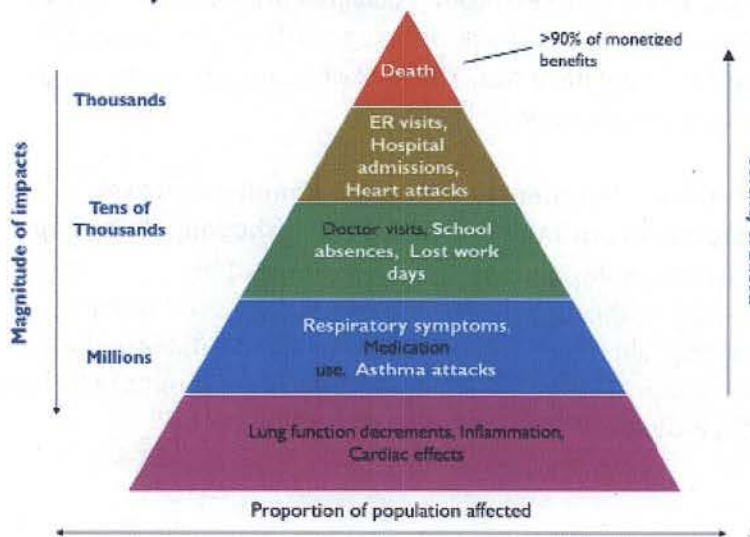 >90% of monetized
benefits
Death
Thousands
ER visits,
Hospital
admissions,
Heart attacks
Magnitude of impacts
Tens of
Thousands
Doctor visits, School
absences, Lost work
days
Millions
Respiratory symptoms,
Medication
use, Asthma attacks
Lung function decrements, Inflammation,
Cardiac effects
Proportion of population affected